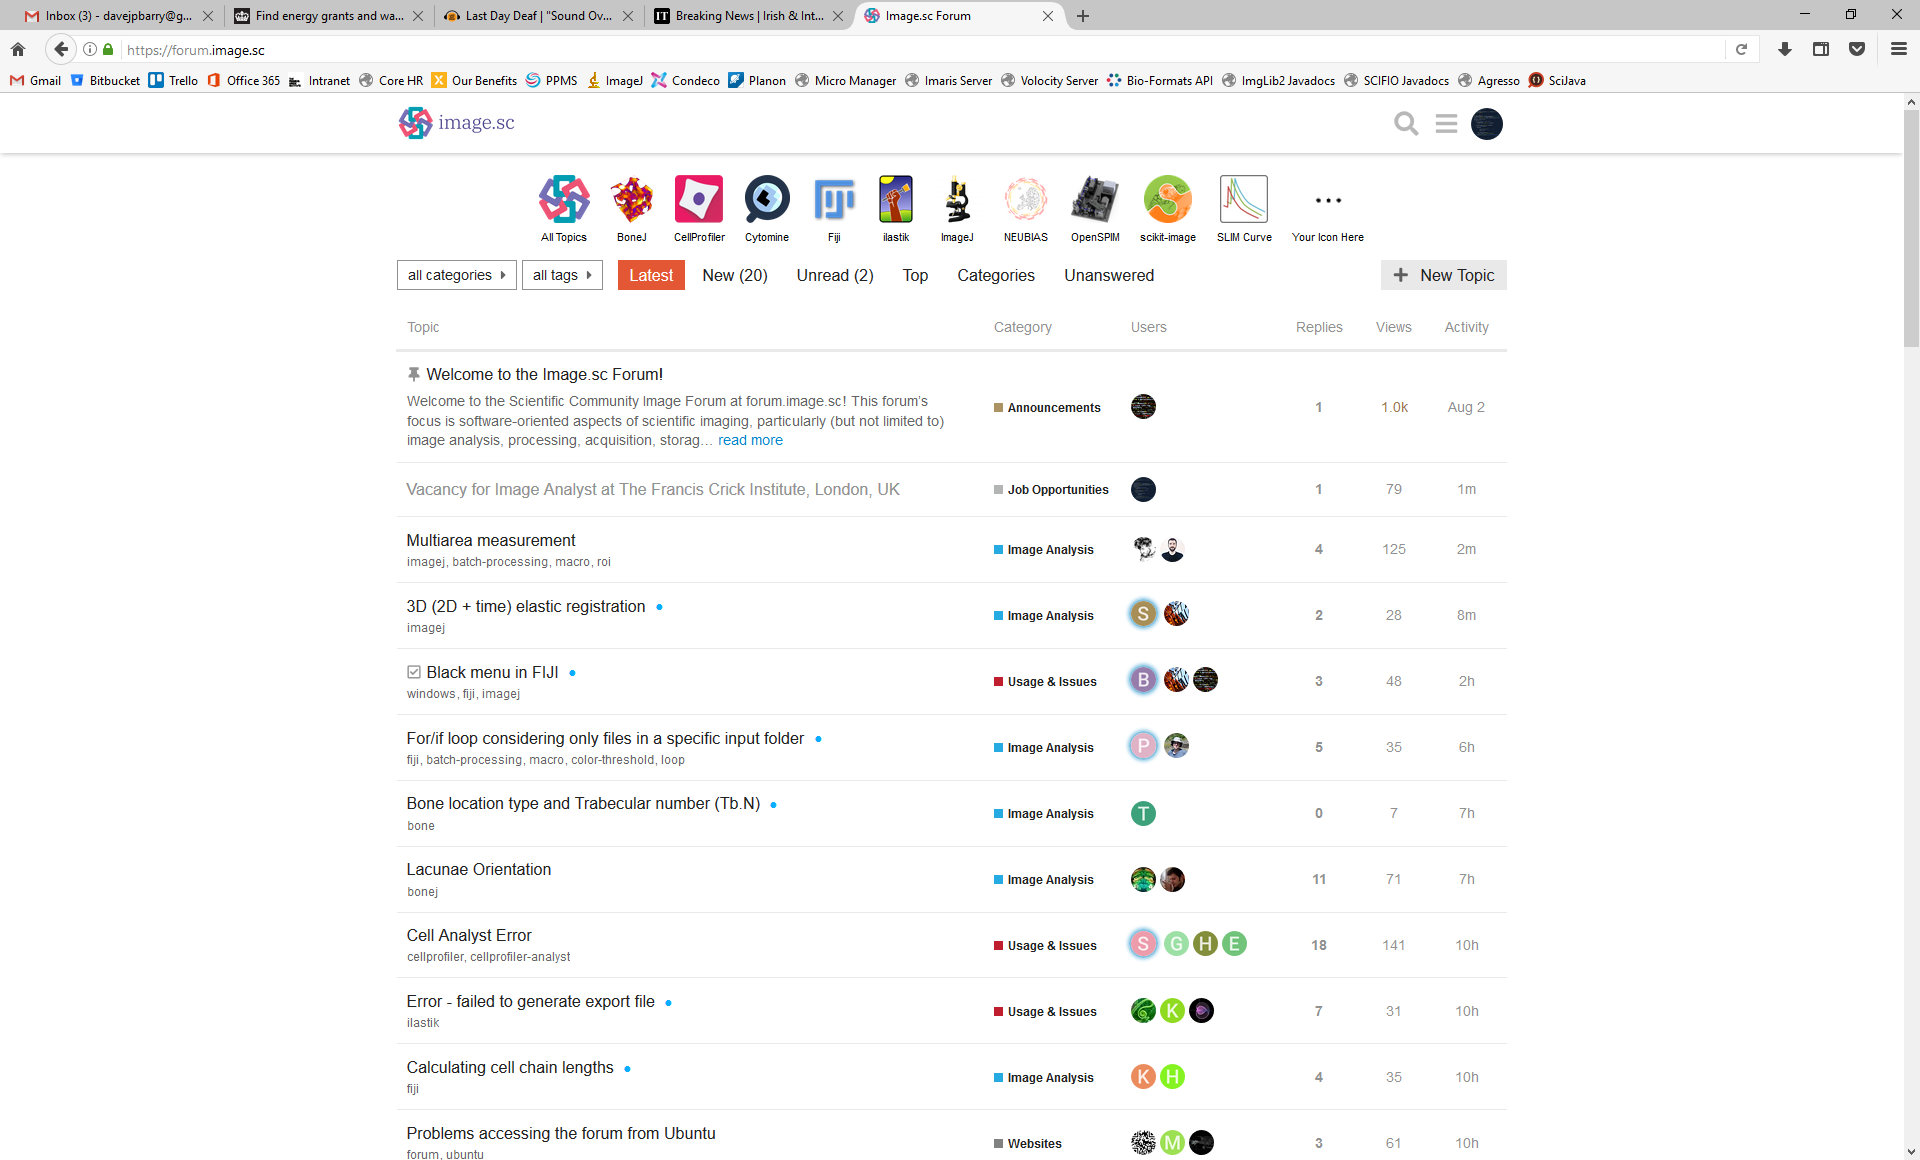 Inbox (3) - davejpbarry@g...
Find energy grants and wa...
Last Day Deaf | "Sound Ov...
Breaking News | Irish & Int...
Image.sc Forum
https://forum.image.sc
Gmail Bitbucket Trello Office 365 Intranet Core HR Our Benefits PPMS ImageJ Condeco Planon Micro Manager Imaris Server Volocity Server Bio-Formats API ImgLib2 Javadocs SCIFIO Javadocs Agresso SciJava
image.sc
All Topics BoneJ CellProfiler Cytomine Fiji ilastik ImageJ NEUBIAS OpenSPIM scikit-image SLIM Curve Your Icon Here
all categories all tags Latest New (20) Unread (2) Top Categories Unanswered + New Topic
Topic Category Users Replies Views Activity
Welcome to the Image.sc Forum!
Welcome to the Scientific Community Image Forum at forum.image.sc! This forum's
focus is software-oriented aspects of scientific imaging, particularly (but not limited to)
image analysis, processing, acquisition, storag… read more
Announcements 1 1.0k Aug 2
Vacancy for Image Analyst at The Francis Crick Institute, London, UK Job Opportunities 1 79 1m
Multiarea measurement
imagej, batch-processing, macro, roi
Image Analysis 4 125 2m
3D (2D + time) elastic registration
imagej
Image Analysis S 2 28 8m
Black menu in FIJI
windows, fiji, imagej
Usage & Issues B 3 48 2h
For/if loop considering only files in a specific input folder
fiji, batch-processing, macro, color-threshold, loop
Image Analysis P 5 35 6h
Bone location type and Trabecular number (Tb.N)
bone
Image Analysis T 0 7 7h
Lacunae Orientation
bonej
Image Analysis 11 71 7h
Cell Analyst Error
cellprofiler, cellprofiler-analyst
Usage & Issues S G H E 18 141 10h
Error - failed to generate export file
ilastik
Usage & Issues K 7 31 10h
Calculating cell chain lengths
fiji
Image Analysis K H 4 35 10h
Problems accessing the forum from Ubuntu
forum, ubuntu
Websites M 3 61 10h